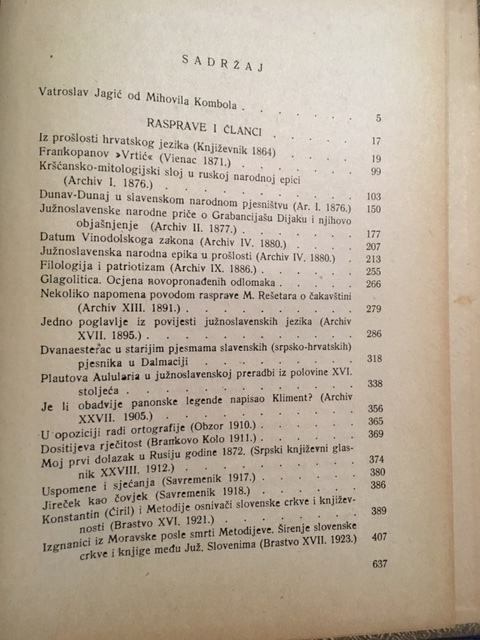 SADRŽAJ
Vatroslav Jagić od Mihovila Kombola . . . . . . 5
RASPRAVE I ČLANCI . . . . . 17
Iz prošlosti hrvatskog jezika (Književnik 1864) . . . . 19
Frankopanov »Vrtić« (Vienac 1871.) . . . . . 99
Kršćansko-mitologijski sloj u ruskoj narodnoj epici
(Archiv I. 1876.) . . . . . . . 103
Dunav-Dunaj u slavenskom narodnom pjesništvu (Ar. I. 1876.) 150
Južnoslavenske narodne priče o Grabancijašu Dijaku i njihovo
objašnjenje (Archiv II. 1877.) . . . . . 177
Datum Vinodolskoga zakona (Archiv IV. 1880.) . . . 207
Južnoslavenska narodna epika u prošlosti (Archiv IV. 1880.) . 213
Filologija i patriotizam (Archiv IX. 1886.) . . . . 255
Glagolitica. Ocjena novopronađenih odlomaka . . . 266
Nekoliko napomena povodom rasprave M. Rešetara o čakavštini
(Archiv XIII. 1891.) . . . . . . . 279
Jedno poglavlje iz povijesti južnoslavenskih jezika (Archiv
XVII. 1895.) . . . . . . . . 286
Dvanaesterac u starijim pjesmama slavenskih (srpsko-hrvatskih)
pjesnika u Dalmaciji . . . . . . . 318
Plautova Aulularia u južnoslavenskoj preradbi iz polovine XVI.
stoljeća . . . . . . . . . 338
Je li obadvije panonske legende napisao Kliment? (Archiv
XXVII. 1905.) . . . . . . . . 356
U opoziciji radi ortografije (Obzor 1910.) . . . . 365
Dositijeva rječitost (Brankovo Kolo 1911.) . . . . 369
Moj prvi dolazak u Rusiju godine 1872. (Srpski književni glas-
nik XXVIII. 1912.) . . . . . . . 374
Uspomene i sjećanja (Savremenik 1917.) . . . . 380
Jireček kao čovjek (Savremenik 1918.) . . . . 386
Konstantin (Ćiril) i Metodije osnivači slovenske crkve i književ-
nosti (Brastvo XVI. 1921.) . . . . . . 389
Izgnanici iz Moravske posle smrti Metodijeve. Širenje slovenske
crkve i knjige među Juž. Slovenima (Brastvo XVII. 1923.) 407
637